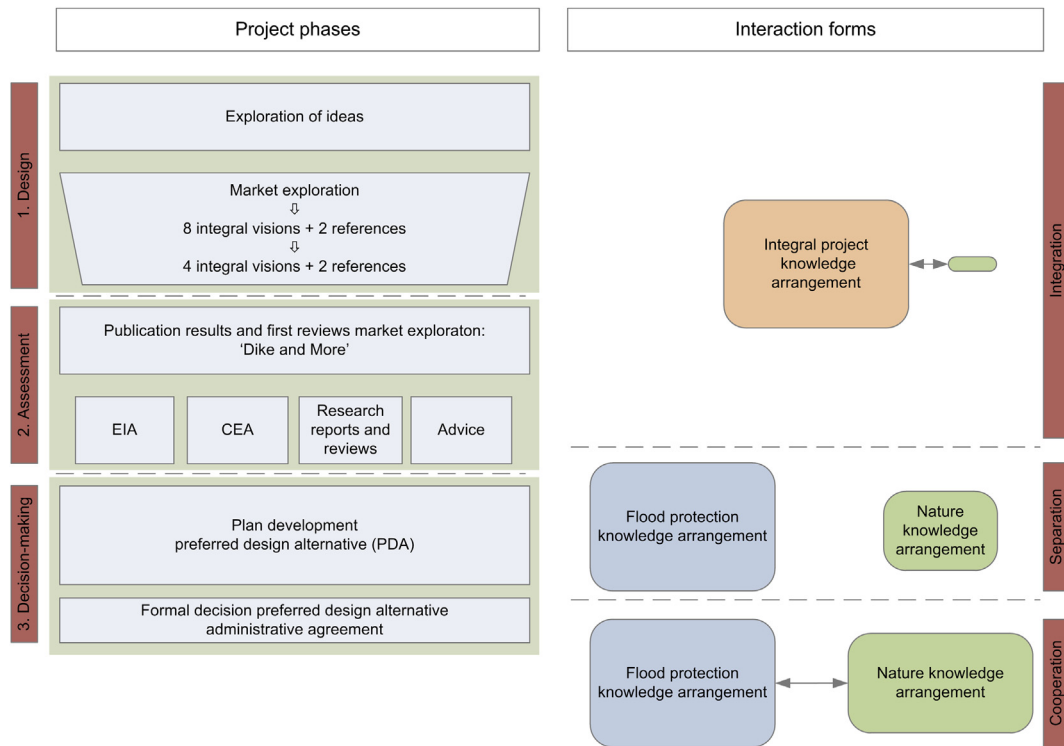 Project phases
Interaction forms
1. Design
Exploration of ideas
Market exploration
⇩
8 integral visions + 2 references
⇩
4 integral visions + 2 references
2. Assessment
Publication results and first reviews market exploraton:
‘Dike and More’
EIA
CEA
Research
reports and
reviews
Advice
3. Decision-making
Plan development
preferred design alternative (PDA)
Formal decision preferred design alternative
administrative agreement
Integral project
knowledge
arrangement
Integration
Flood protection
knowledge arrangement
Nature
knowledge
arrangement
Separation
Flood protection
knowledge arrangement
Nature knowledge
arrangement
Cooperation